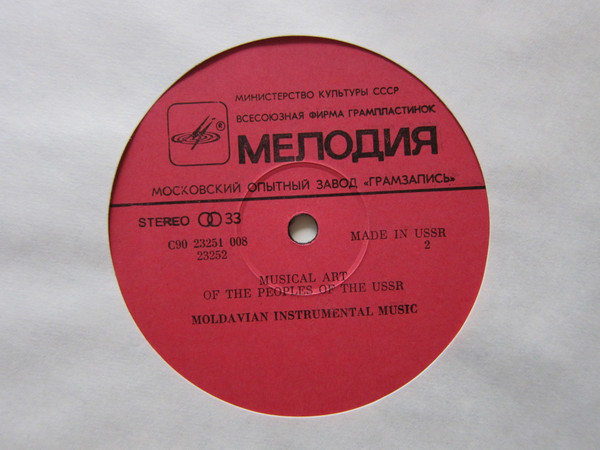 МИНИСТЕРСТВО КУЛЬТУРЫ СССР
ВСЕСОЮЗНАЯ ФИРМА ГРАМПЛАСТИНОК
®
МЕЛОДИЯ
МОСКОВСКИЙ ОПЫТНЫЙ ЗАВОД «ГРАМЗАПИСЬ»
STEREO 33
С90 23251 008
23252
MADE IN USSR
2
MUSICAL ART
OF THE PEOPLES OF THE USSR
MOLDAVIAN INSTRUMENTAL MUSIC